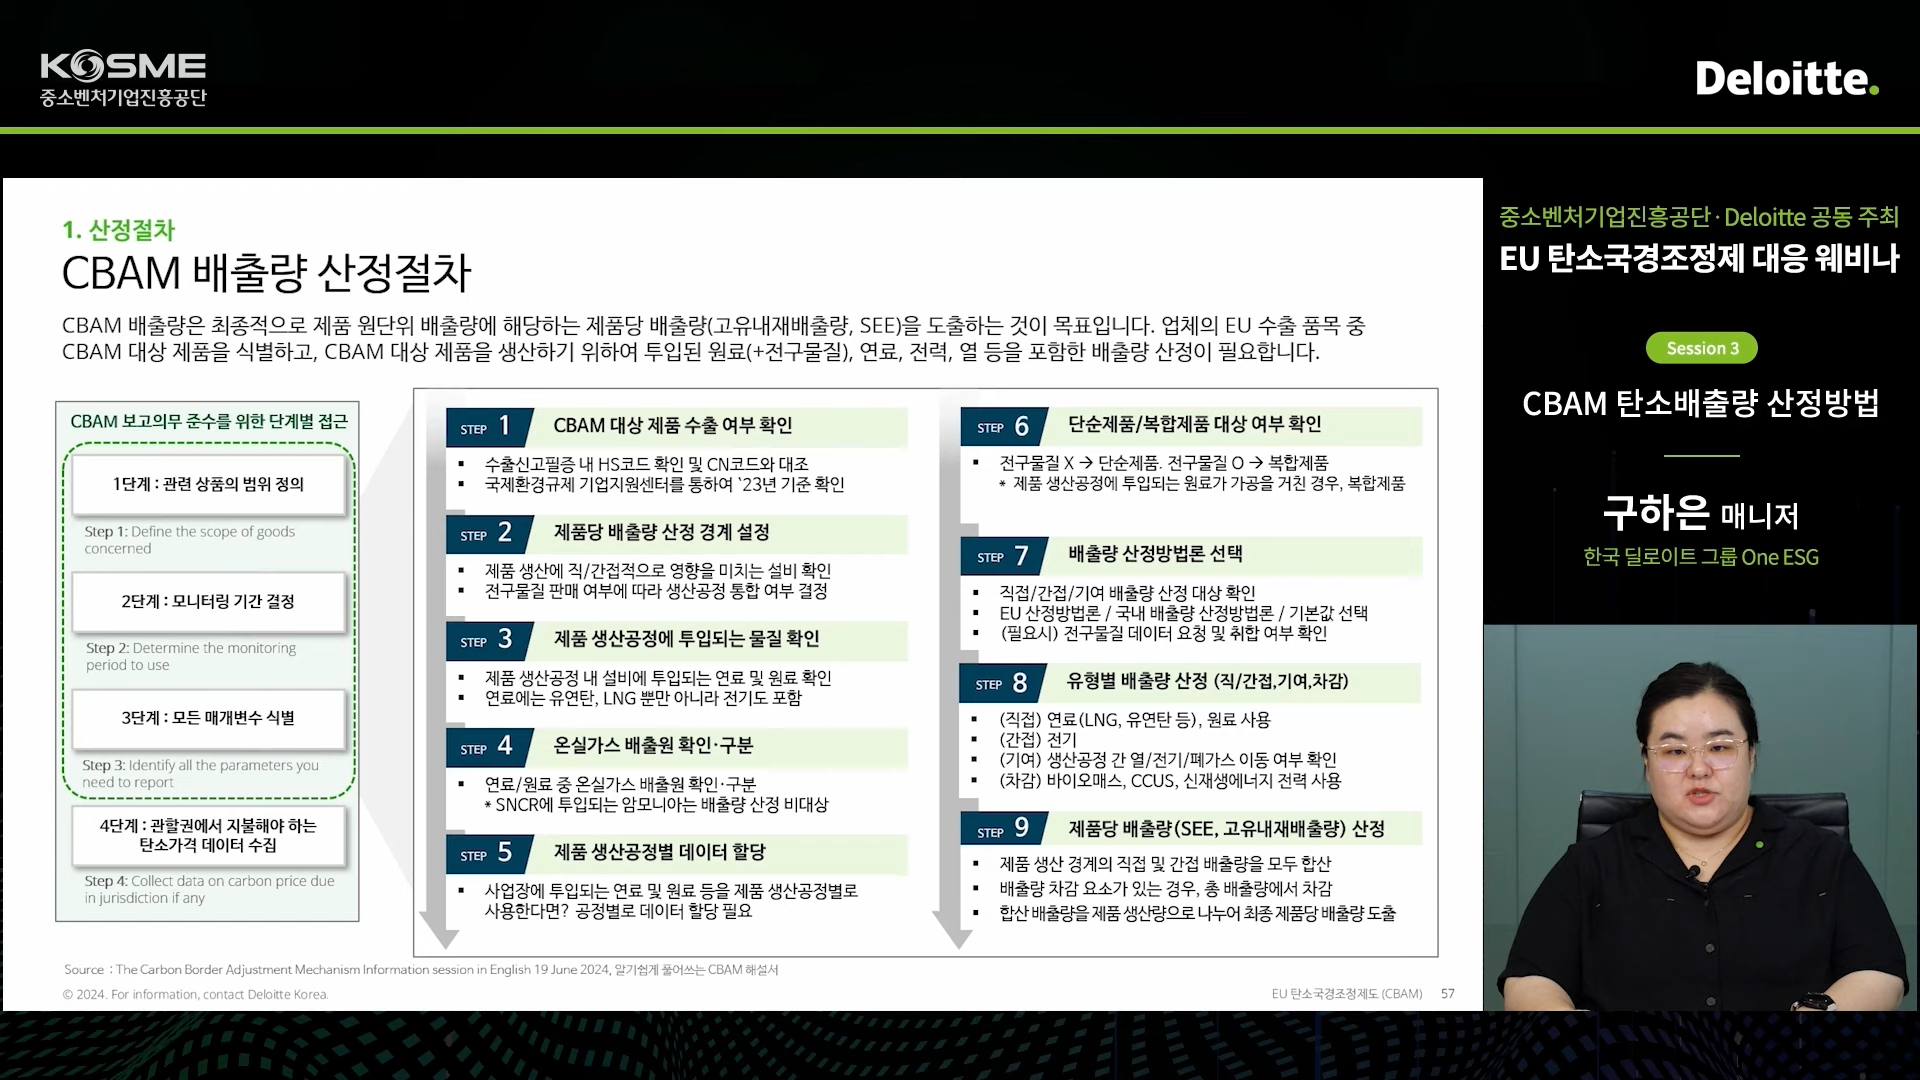 KOSME
중소벤처기업진흥공단
Deloitte.
1. 산정절차
CBAM 배출량 산정절차
CBAM 배출량은 최종적으로 제품 원단위 배출량에 해당하는 제품당 배출량(고유내재배출량, SEE)을 도출하는 것이 목표입니다. 업체의 EU 수출 품목 중
CBAM 대상 제품을 식별하고, CBAM 대상 제품을 생산하기 위하여 투입된 원료(+전구물질), 연료, 전력, 열 등을 포함한 배출량 산정이 필요합니다.
CBAM 보고의무 준수를 위한 단계별 접근
1단계 : 관련 상품의 범위 정의
Step 1: Define the scope of goods
concerned
2단계 : 모니터링 기간 결정
Step 2: Determine the monitoring
period to use
3단계 : 모든 매개변수 식별
Step 3: Identify all the parameters you
need to report
4단계 : 관할권에서 지불해야 하는
탄소가격 데이터 수집
Step 4: Collect data on carbon price due
in jurisdiction if any
STEP 1 CBAM 대상 제품 수출 여부 확인
▪ 수출신고필증 내 HS코드 확인 및 CN코드와 대조
▪ 국제환경규제 기업지원센터를 통하여 `23년 기준 확인
STEP 2 제품당 배출량 산정 경계 설정
▪ 제품 생산에 직/간접적으로 영향을 미치는 설비 확인
▪ 전구물질 판매 여부에 따라 생산공정 통합 여부 결정
STEP 3 제품 생산공정에 투입되는 물질 확인
▪ 제품 생산공정 내 설비에 투입되는 연료 및 원료 확인
▪ 연료에는 유연탄, LNG 뿐만 아니라 전기도 포함
STEP 4 온실가스 배출원 확인·구분
▪ 연료/원료 중 온실가스 배출원 확인·구분
* SNCR에 투입되는 암모니아는 배출량 산정 비대상
STEP 5 제품 생산공정별 데이터 할당
▪ 사업장에 투입되는 연료 및 원료 등을 제품 생산공정별로
사용한다면? 공정별로 데이터 할당 필요
STEP 6 단순제품/복합제품 대상 여부 확인
▪ 전구물질 X → 단순제품. 전구물질 O → 복합제품
* 제품 생산공정에 투입되는 원료가 가공을 거친 경우, 복합제품
STEP 7 배출량 산정방법론 선택
▪ 직접/간접/기여 배출량 산정 대상 확인
▪ EU 산정방법론 / 국내 배출량 산정방법론 / 기본값 선택
▪ (필요시) 전구물질 데이터 요청 및 취합 여부 확인
STEP 8 유형별 배출량 산정 (직/간접,기여,차감)
▪ (직접) 연료(LNG, 유연탄 등), 원료 사용
▪ (간접) 전기
▪ (기여) 생산공정 간 열/전기/폐가스 이동 여부 확인
▪ (차감) 바이오매스, CCUS, 신재생에너지 전력 사용
STEP 9 제품당 배출량(SEE, 고유내재배출량) 산정
▪ 제품 생산 경계의 직접 및 간접 배출량을 모두 합산
▪ 배출량 차감 요소가 있는 경우, 총 배출량에서 차감
▪ 합산 배출량을 제품 생산량으로 나누어 최종 제품당 배출량 도출
Source : The Carbon Border Adjustment Mechanism Information session in English 19 June 2024, 알기쉽게 풀어쓰는 CBAM 해설서
© 2024. For information, contact Deloitte Korea.
EU 탄소국경조정제도 (CBAM) 57
중소벤처기업진흥공단 · Deloitte 공동 주최
EU 탄소국경조정제 대응 웨비나
Session 3
CBAM 탄소배출량 산정방법
구하은 매니저
한국 딜로이트 그룹 One ESG